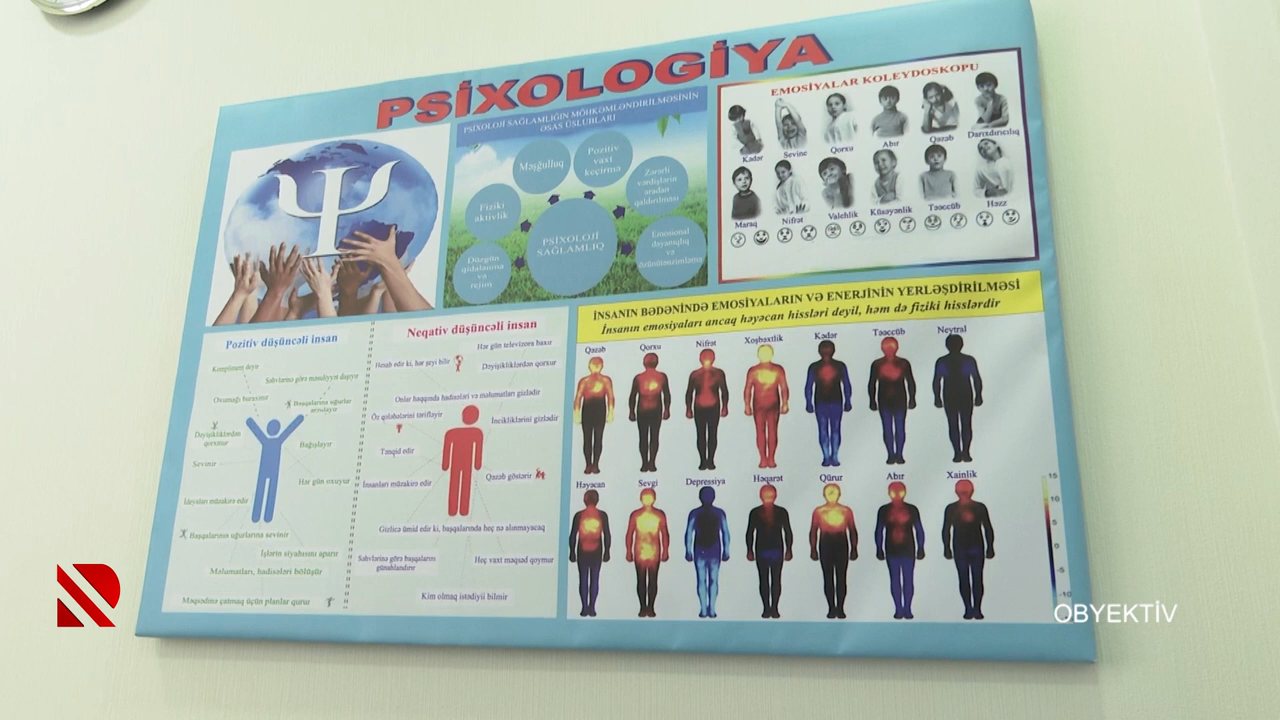 PSİXOLOGİYA
PSİXOLOJİ SAĞLAMLIĞIN MÖHKƏMLƏNDİRİLMƏSİNİN
ƏSAS ÜSLUBLARI
Məşğulluq
Pozitiv
vaxt
keçirmə
Zərərli
vərdişlərin
aradan
qaldırılması
Fiziki
aktivlik
PSİXOLOJİ
SAĞLAMLIQ
Emosional
dayanıqlıq
və
özünütənzimləmə
Düzgün
qidalanma
və
rejim
EMOSİYALAR KOLEYDOSKOPU
Kədər
Sevinc
Qorxu
Abır
Qəzəb
Darıxdırıcılıq
Maraq
Nifrət
Valehlik
Küsəyənlik
Təəccüb
Həzz
Pozitiv düşüncəli insan
Kompliment deyir
Səhvlərinə görə məsuliyyət daşıyır
Oxumağı
Başqalarına uğurlar
arzulayır
Dəyişikliklərdən
qorxmur
Bağışlayır
Sevinir
Hər gün oxuyur
İdeyaları müzakirə edir
Başqalarının uğurlarına sevinir
İşlərin siyahısını aparır
Məlumatları, hadisələri bölüşür
Məqsədinə çatmaq üçün planlar qurur
Neqativ düşüncəli insan
Hər gün televizora baxır
Hesab edir ki, hər şeyi bilir
Dəyişikliklərdən qorxur
Onlar haqqında hadisələri və məlumatları gizlədir
Öz qələbələrini tərifləyir
İncikliklərini gizlədir
Tənqid edir
Qəzəb göstərir
İnsanları müzakirə edir
Gizlicə ümid edir ki, başqalarında heç nə alınmayacaq
Səhvlərinə görə başqalarını
günahlandırır
Heç vaxt məqsəd qoymur
Kim olmaq istədiyii bilmir
İNSANIN BƏDƏNİNDƏ EMOSİYALARIN VƏ ENERJİNİN YERLƏŞDİRİLMƏSİ
İnsanın emosiyaları ancaq həyəcan hissləri deyil, həm də fiziki hisslərdir
Qəzəb
Qorxu
Nifrət
Xoşbəxtlik
Kədər
Təəccüb
Neytral
Həyəcan
Sevgi
Depressiya
Həqarət
Qürur
Abır
Xainlik
15
10
5
0
-5
-10
OBYEKTİV